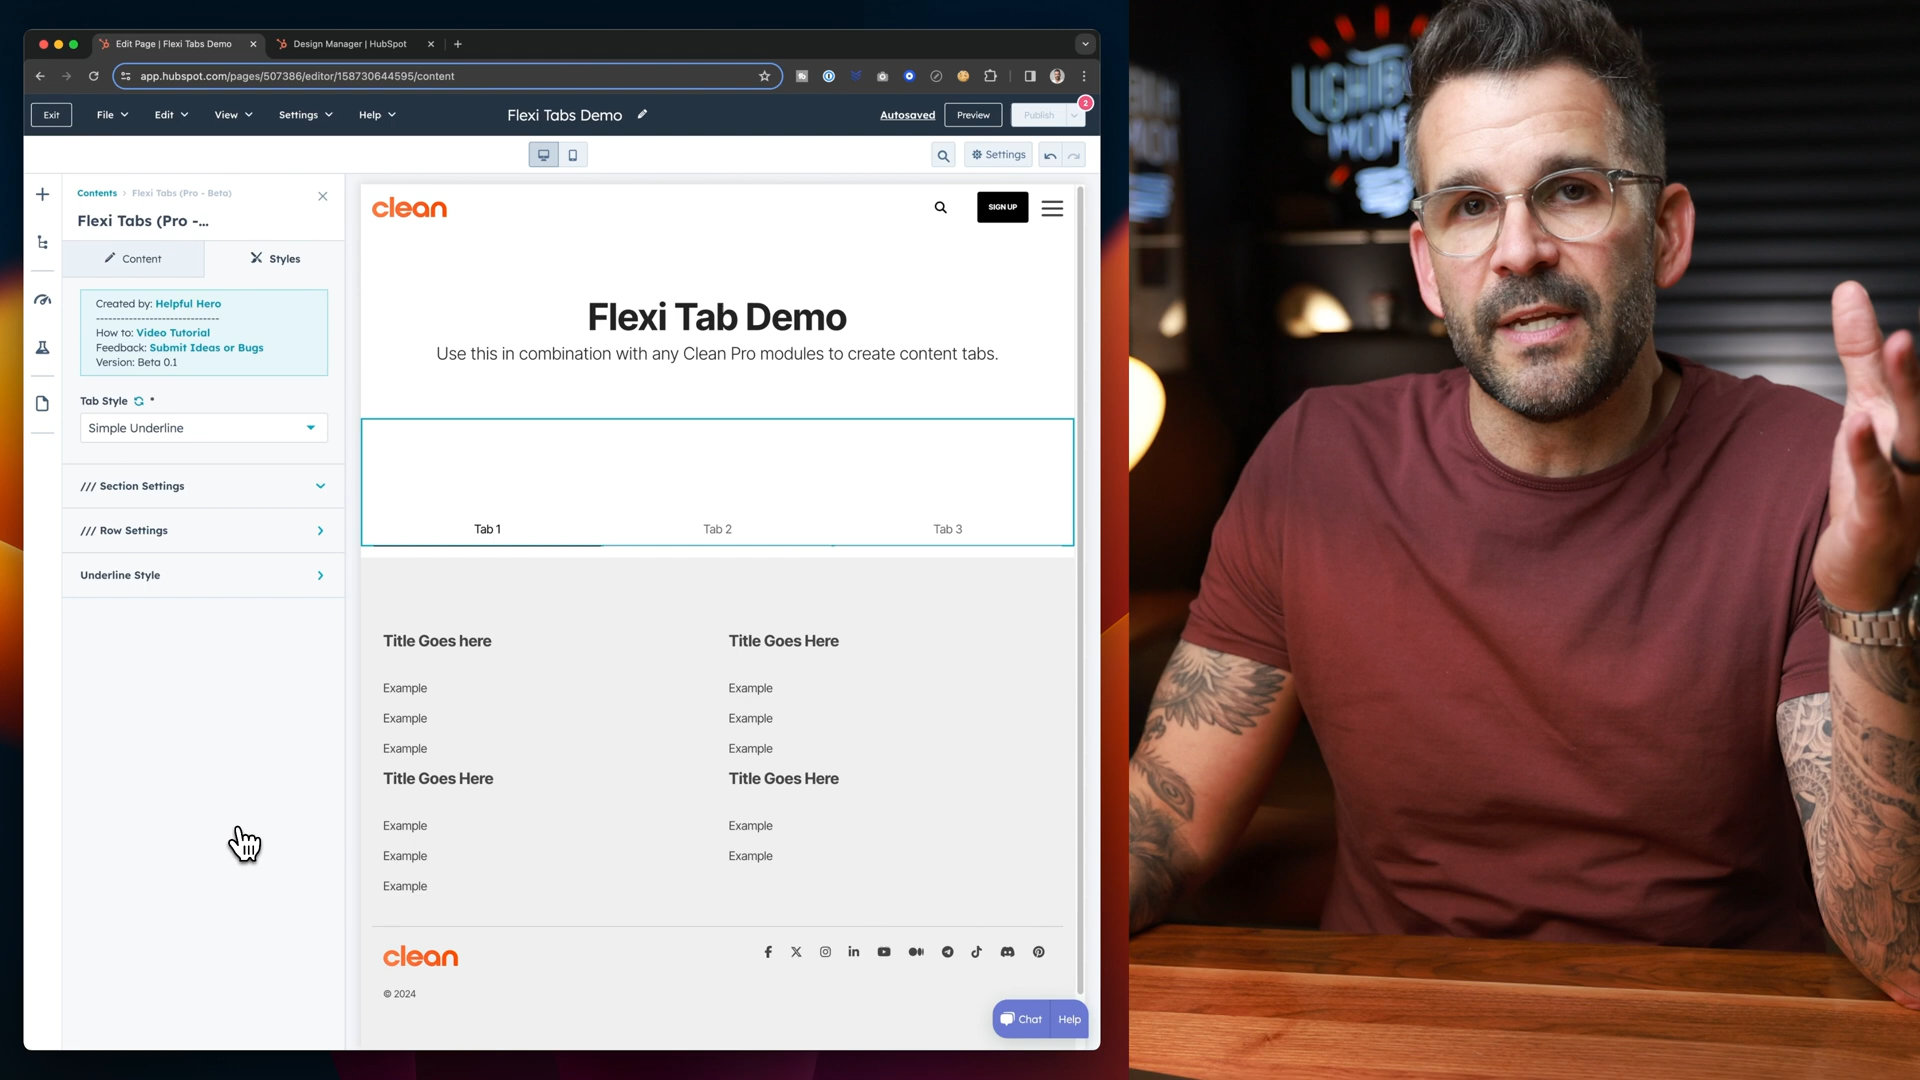 Edit Page | Flexi Tabs Demo
Design Manager | HubSpot
app.hubspot.com/pages/507386/editor/158730644595/content
Exit
File
Edit
View
Settings
Help
Flexi Tabs Demo
Autosaved
Preview
Publish
2
Settings
Contents
Flexi Tabs (Pro - Beta)
Flexi Tabs (Pro -...
Content
Styles
Created by: Helpful Hero
------------------------------
How to: Video Tutorial
Feedback: Submit Ideas or Bugs
Version: Beta 0.1
Tab Style *
Simple Underline
/// Section Settings
/// Row Settings
Underline Style
clean
SIGN UP
Flexi Tab Demo
Use this in combination with any Clean Pro modules to create content tabs.
Tab 1
Tab 2
Tab 3
Title Goes here
Example
Example
Example
Title Goes Here
Example
Example
Example
Title Goes Here
Example
Example
Example
Title Goes Here
Example
Example
clean
© 2024
Chat
Help